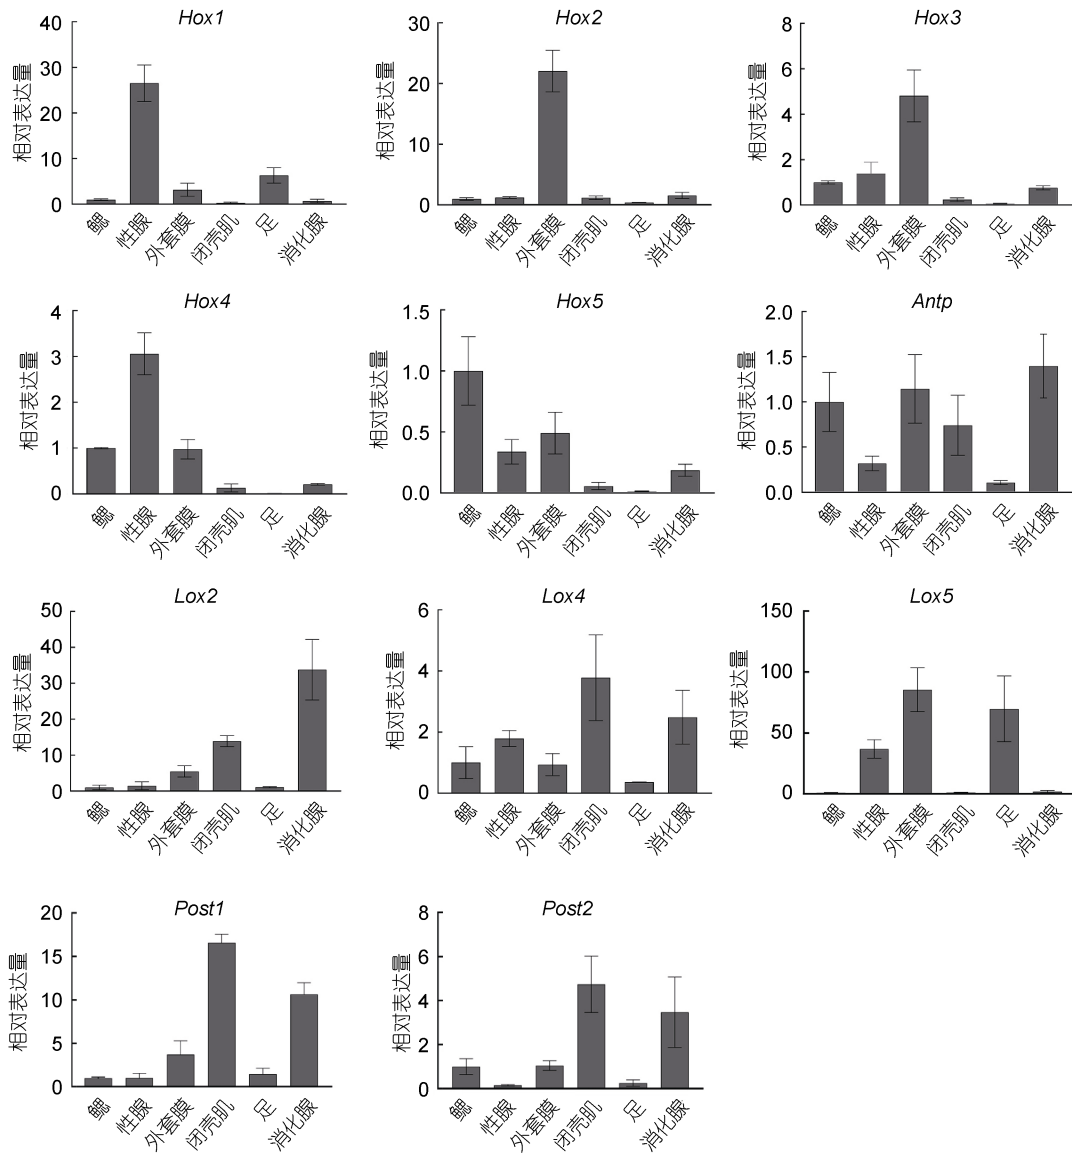 Hox1
40
30
20
10
0
相对表达量
鳃
性腺
外套膜
闭壳肌
足
消化腺
Hox2
30
20
10
0
相对表达量
鳃
性腺
外套膜
闭壳肌
足
消化腺
Hox3
8
6
4
2
0
相对表达量
鳃
性腺
外套膜
闭壳肌
足
消化腺
Hox4
4
3
2
1
0
相对表达量
鳃
性腺
外套膜
闭壳肌
足
消化腺
Hox5
1.5
1.0
0.5
0.0
相对表达量
鳃
性腺
外套膜
闭壳肌
足
消化腺
Antp
2.0
1.5
1.0
0.5
0.0
相对表达量
鳃
性腺
外套膜
闭壳肌
足
消化腺
Lox2
50
40
30
20
10
0
相对表达量
鳃
性腺
外套膜
闭壳肌
足
消化腺
Lox4
6
4
2
0
相对表达量
鳃
性腺
外套膜
闭壳肌
足
消化腺
Lox5
150
100
50
0
相对表达量
鳃
性腺
外套膜
闭壳肌
足
消化腺
Post1
20
15
10
5
0
相对表达量
鳃
性腺
外套膜
闭壳肌
足
消化腺
Post2
8
6
4
2
0
相对表达量
鳃
性腺
外套膜
闭壳肌
足
消化腺